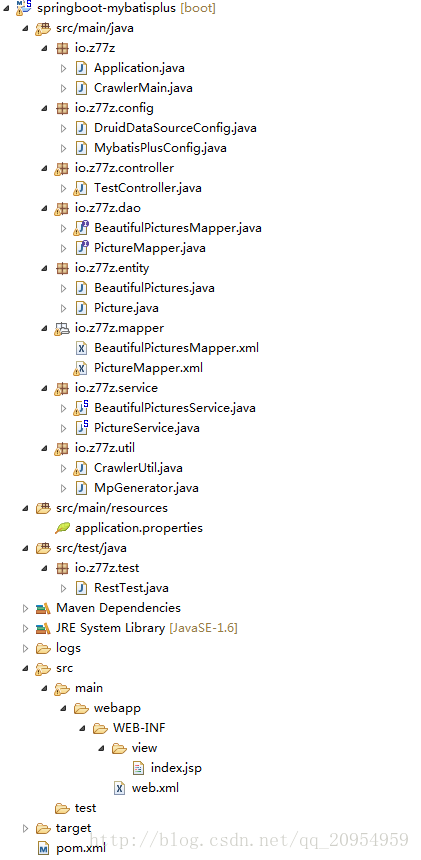 springboot-mybatisplus [boot]
src/main/java
io.z77z
Application.java
CrawlerMain.java
io.z77z.config
DruidDataSourceConfig.java
MybatisPlusConfig.java
io.z77z.controller
TestController.java
io.z77z.dao
BeautifulPicturesMapper.java
PictureMapper.java
io.z77z.entity
BeautifulPictures.java
Picture.java
io.z77z.mapper
BeautifulPicturesMapper.xml
PictureMapper.xml
io.z77z.service
BeautifulPicturesService.java
PictureService.java
io.z77z.util
CrawlerUtil.java
MpGenerator.java
src/main/resources
application.properties
src/test/java
io.z77z.test
RestTest.java
Maven Dependencies
JRE System Library [JavaSE-1.6]
logs
src
main
webapp
WEB-INF
view
index.jsp
web.xml
test
target
http://blog.csdn.net/qq_20954959
pom.xml